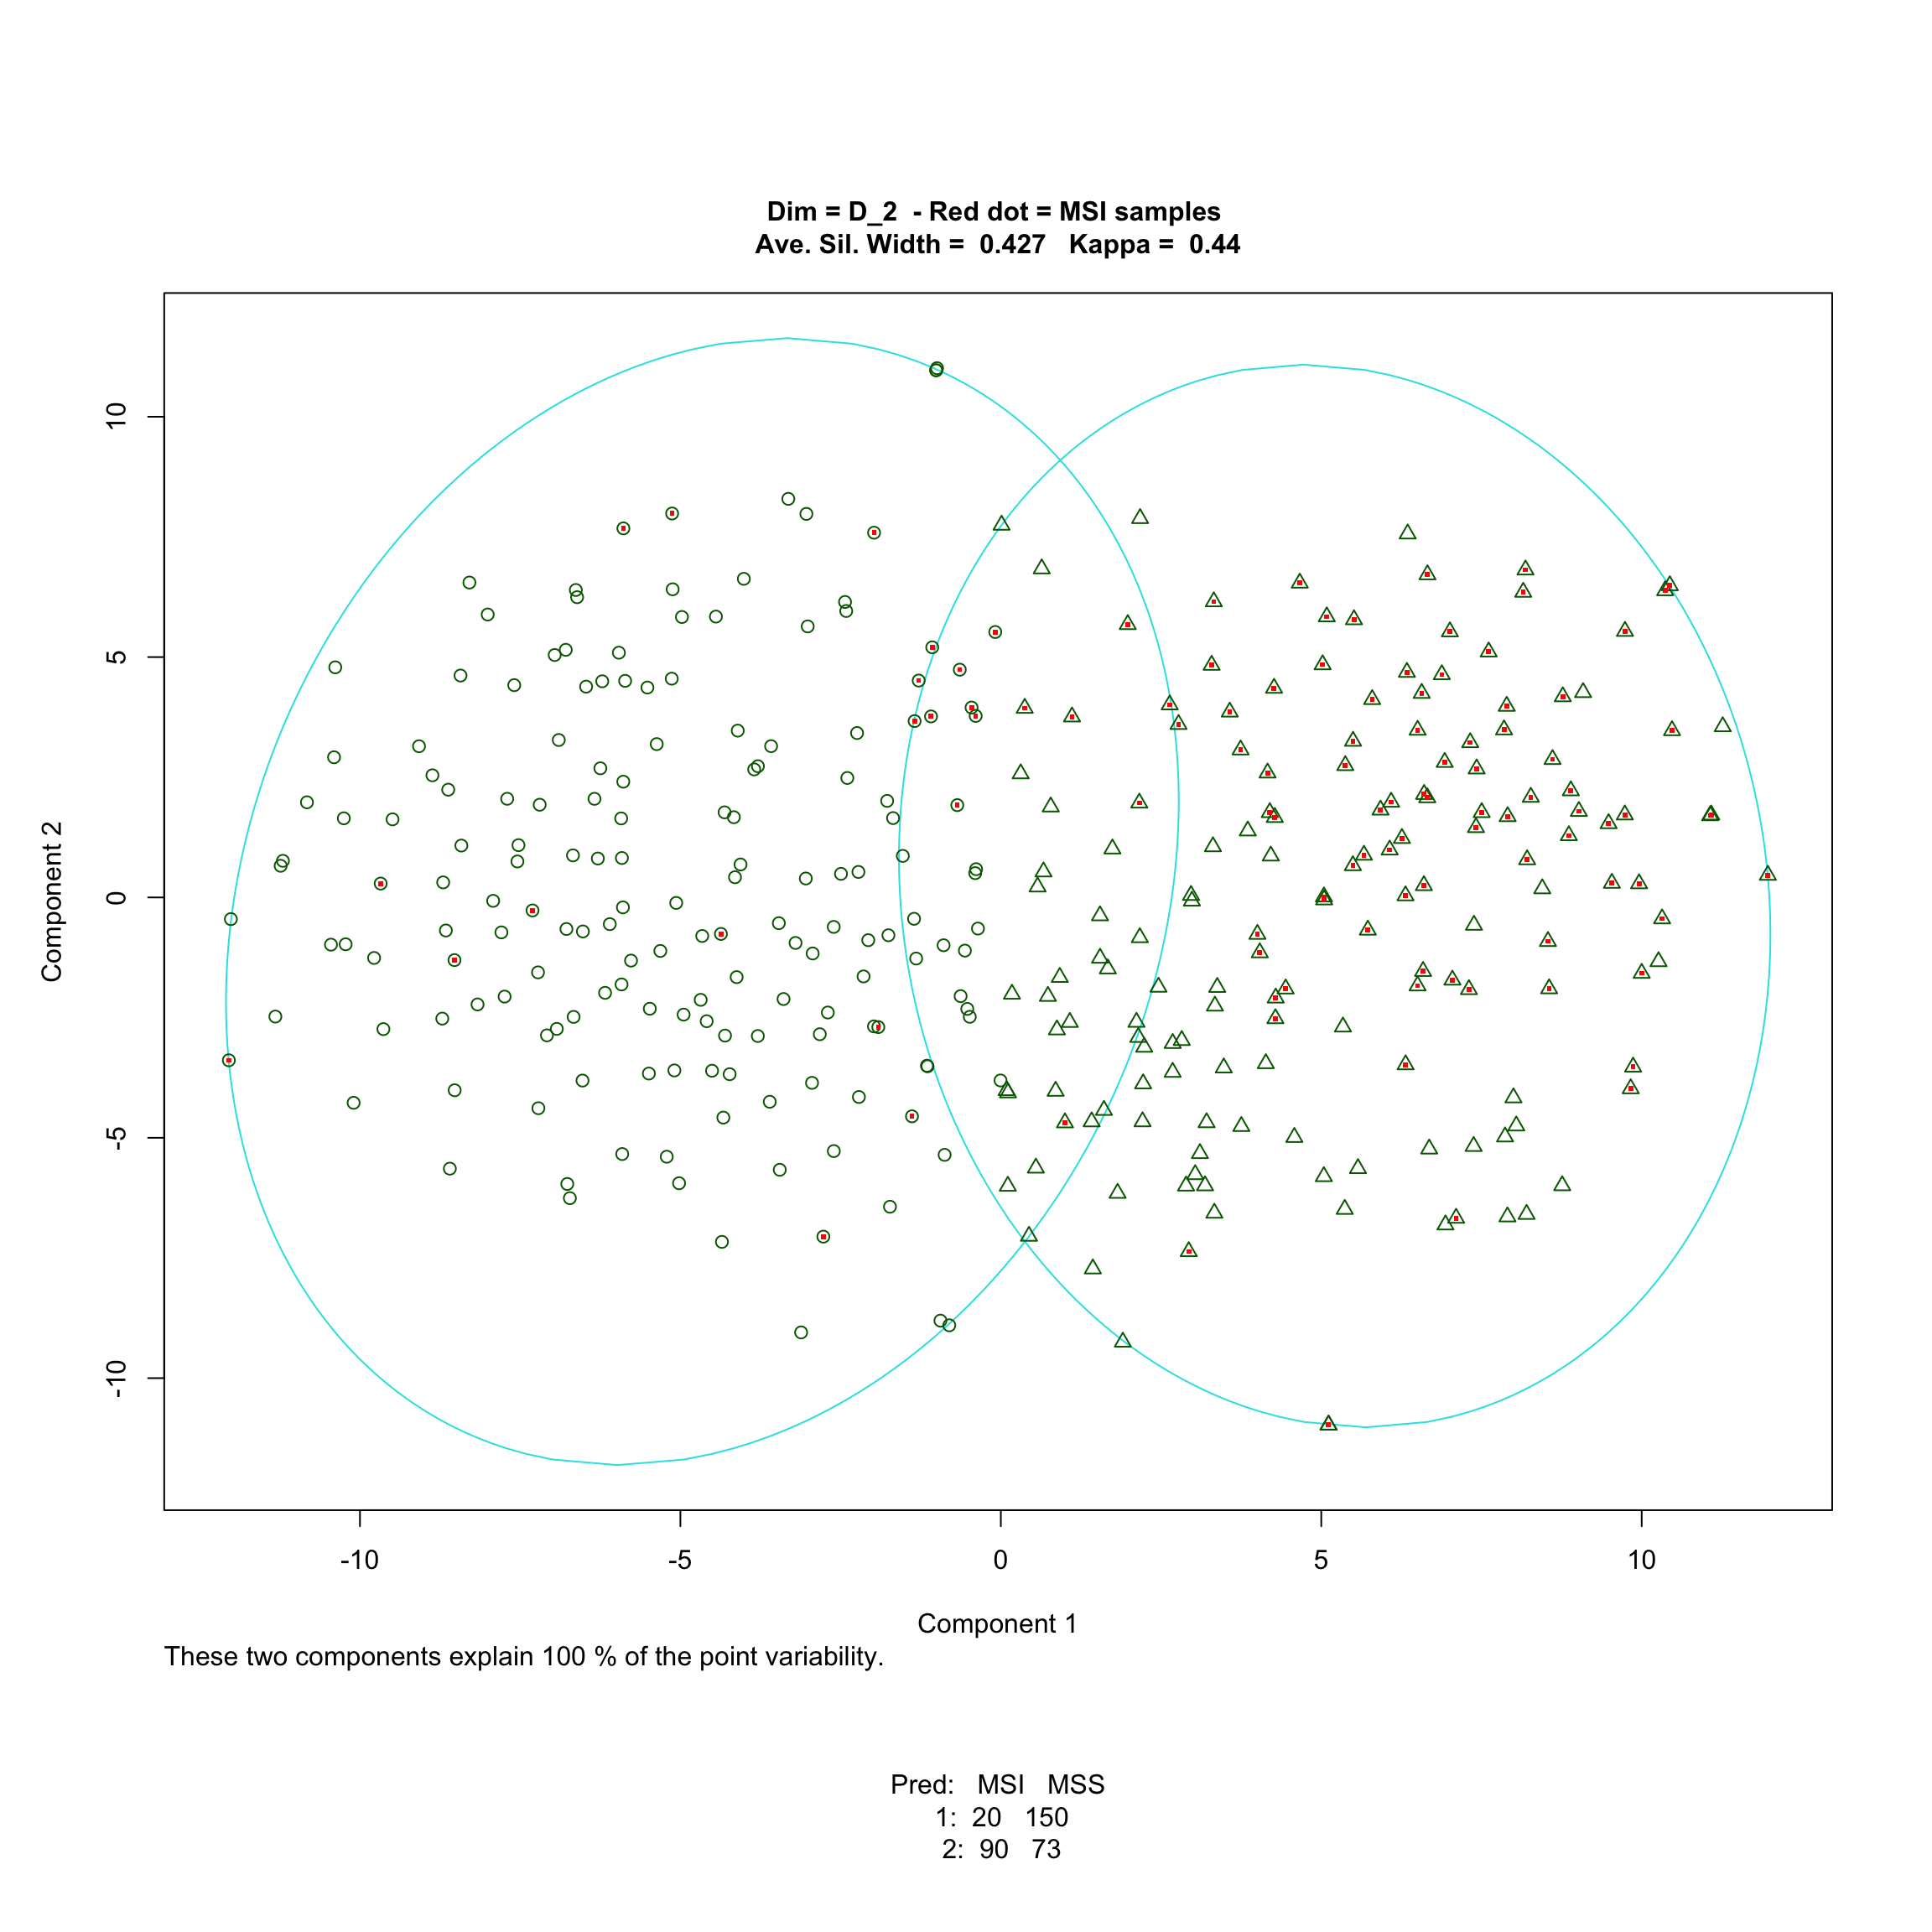 Dim = D_2  - Red dot = MSI samples
Ave. Sil. Width =  0.427   Kappa =  0.44
10
5
0
-5
-10
Component 2
-10 -5 0 5 10
Component 1
These two components explain 100 % of the point variability.
Pred:   MSI   MSS
1:  20   150
2:  90   73